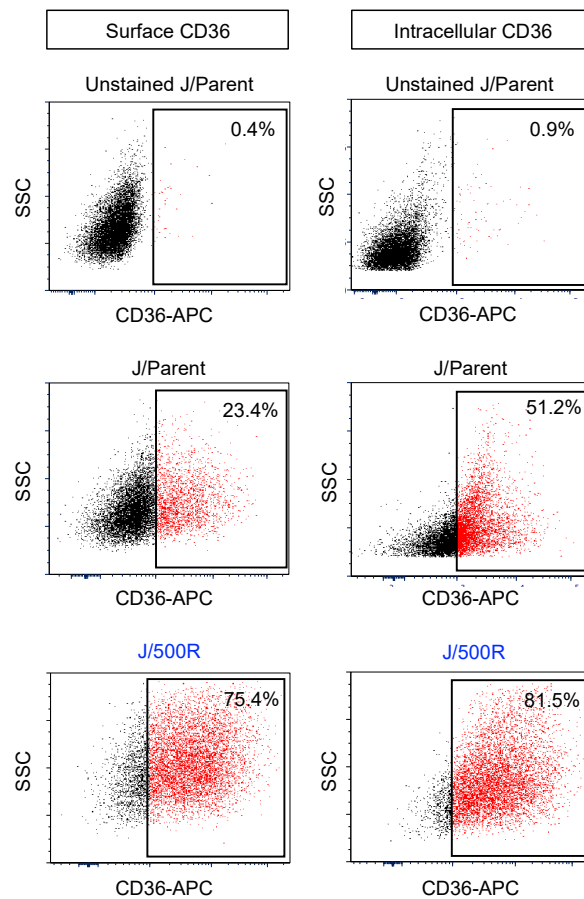 Surface CD36
Intracellular CD36
Unstained J/Parent
Unstained J/Parent
0.4%
0.9%
SSC
SSC
CD36-APC
CD36-APC
J/Parent
J/Parent
23.4%
51.2%
SSC
SSC
CD36-APC
CD36-APC
J/500R
J/500R
75.4%
81.5%
SSC
SSC
CD36-APC
CD36-APC